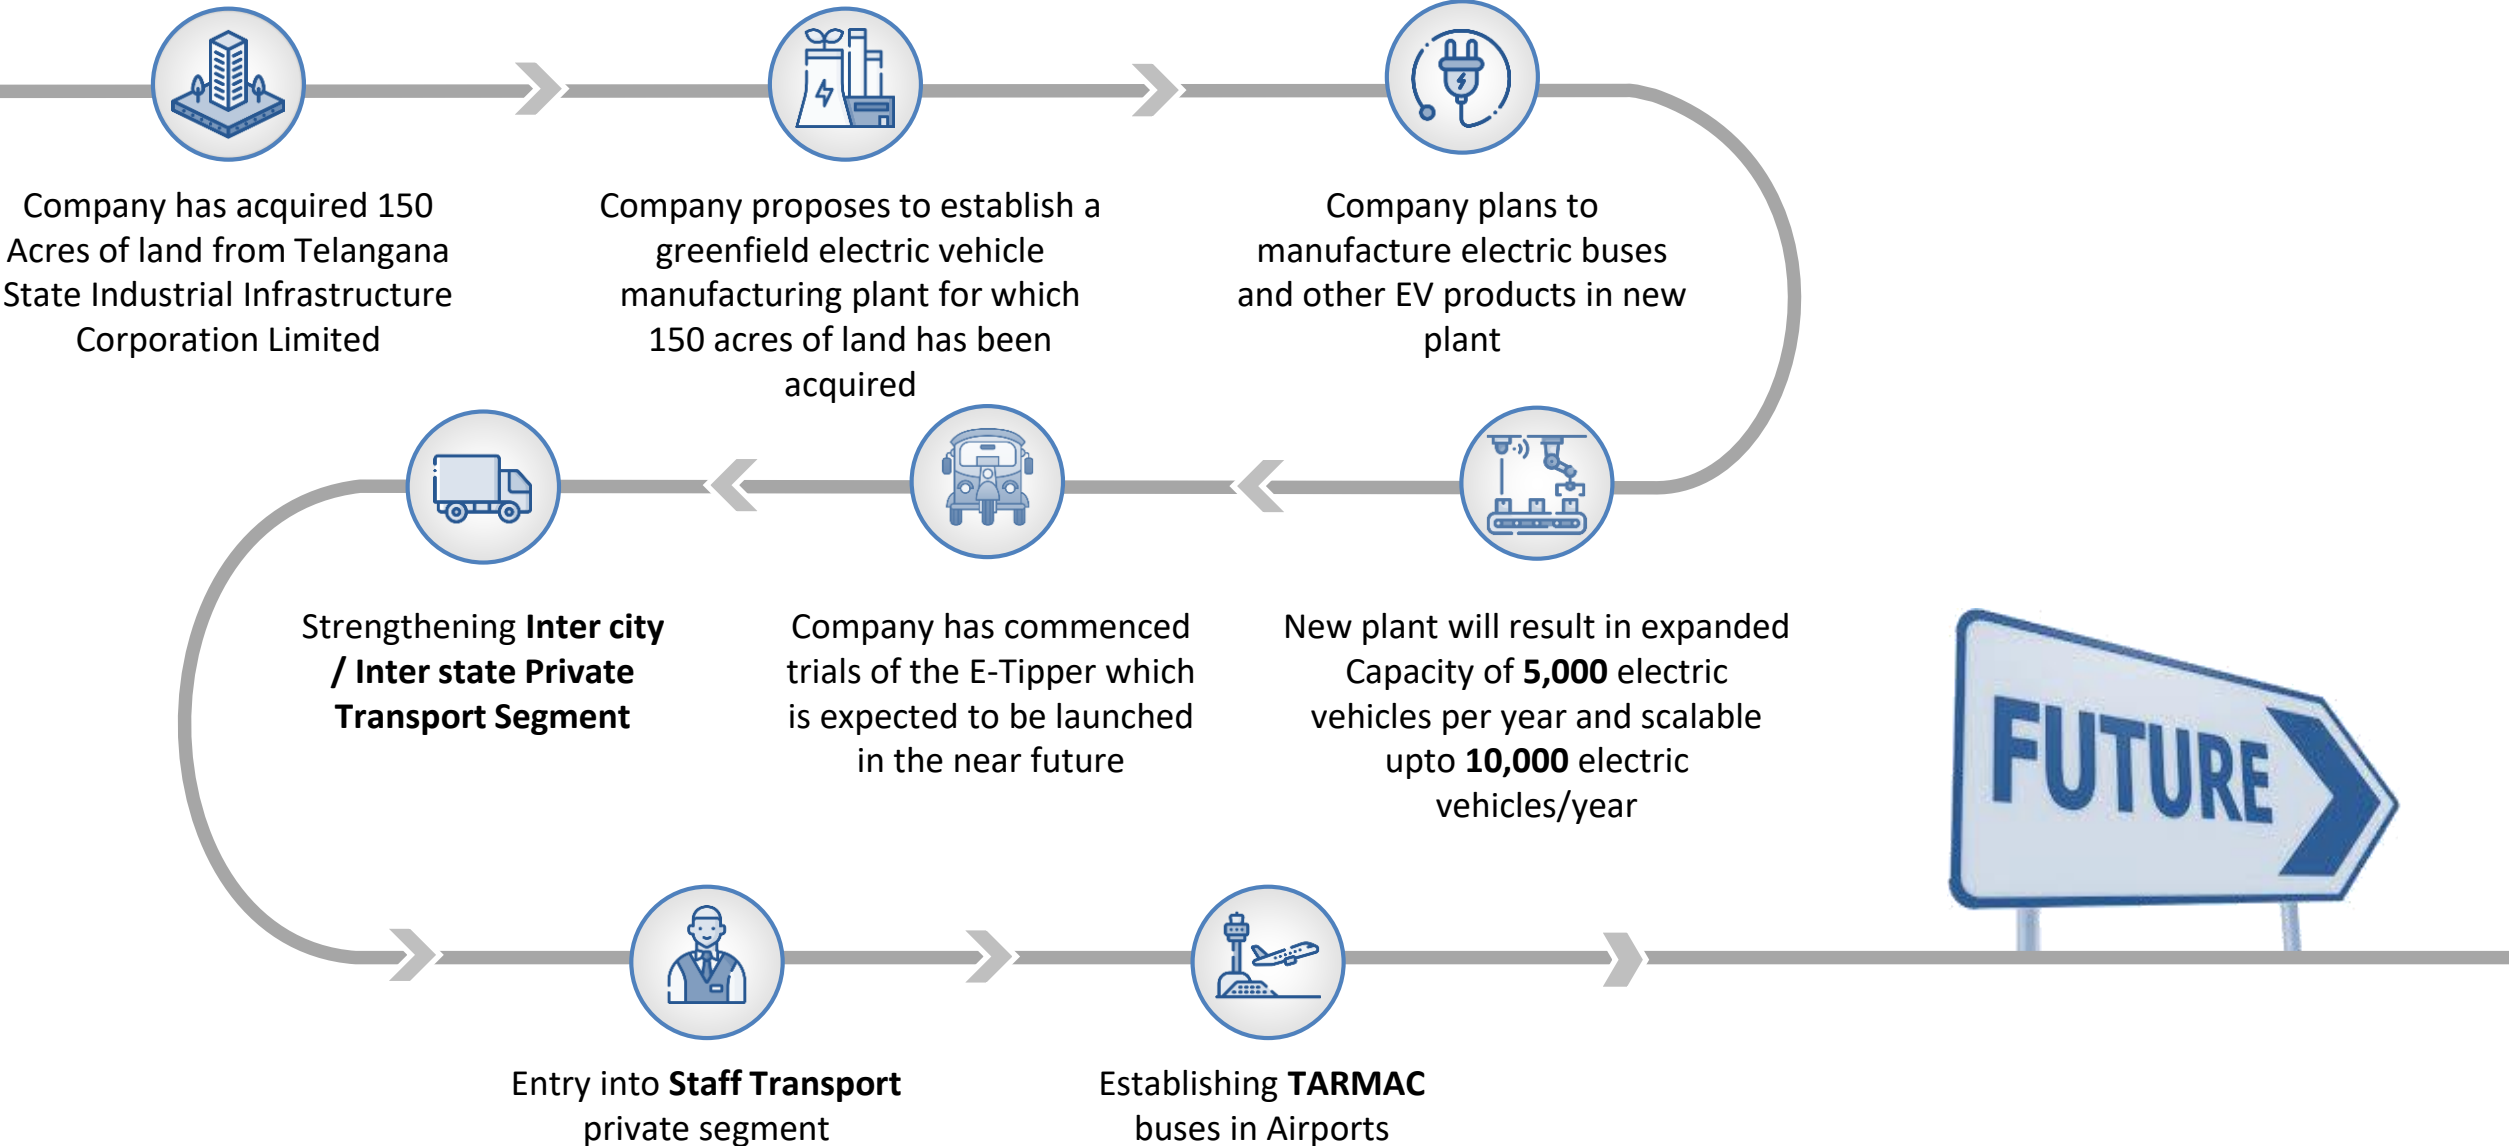 Company has acquired 150
Acres of land from Telangana
State Industrial Infrastructure
Corporation Limited
Company proposes to establish a
greenfield electric vehicle
manufacturing plant for which
150 acres of land has been
acquired
Company plans to
manufacture electric buses
and other EV products in new
plant
New plant will result in expanded
Capacity of 5,000 electric
vehicles per year and scalable
upto 10,000 electric
vehicles/year
Company has commenced
trials of the E-Tipper which
is expected to be launched
in the near future
Strengthening Inter city
/ Inter state Private
Transport Segment
Entry into Staff Transport
private segment
Establishing TARMAC
buses in Airports
FUTURE